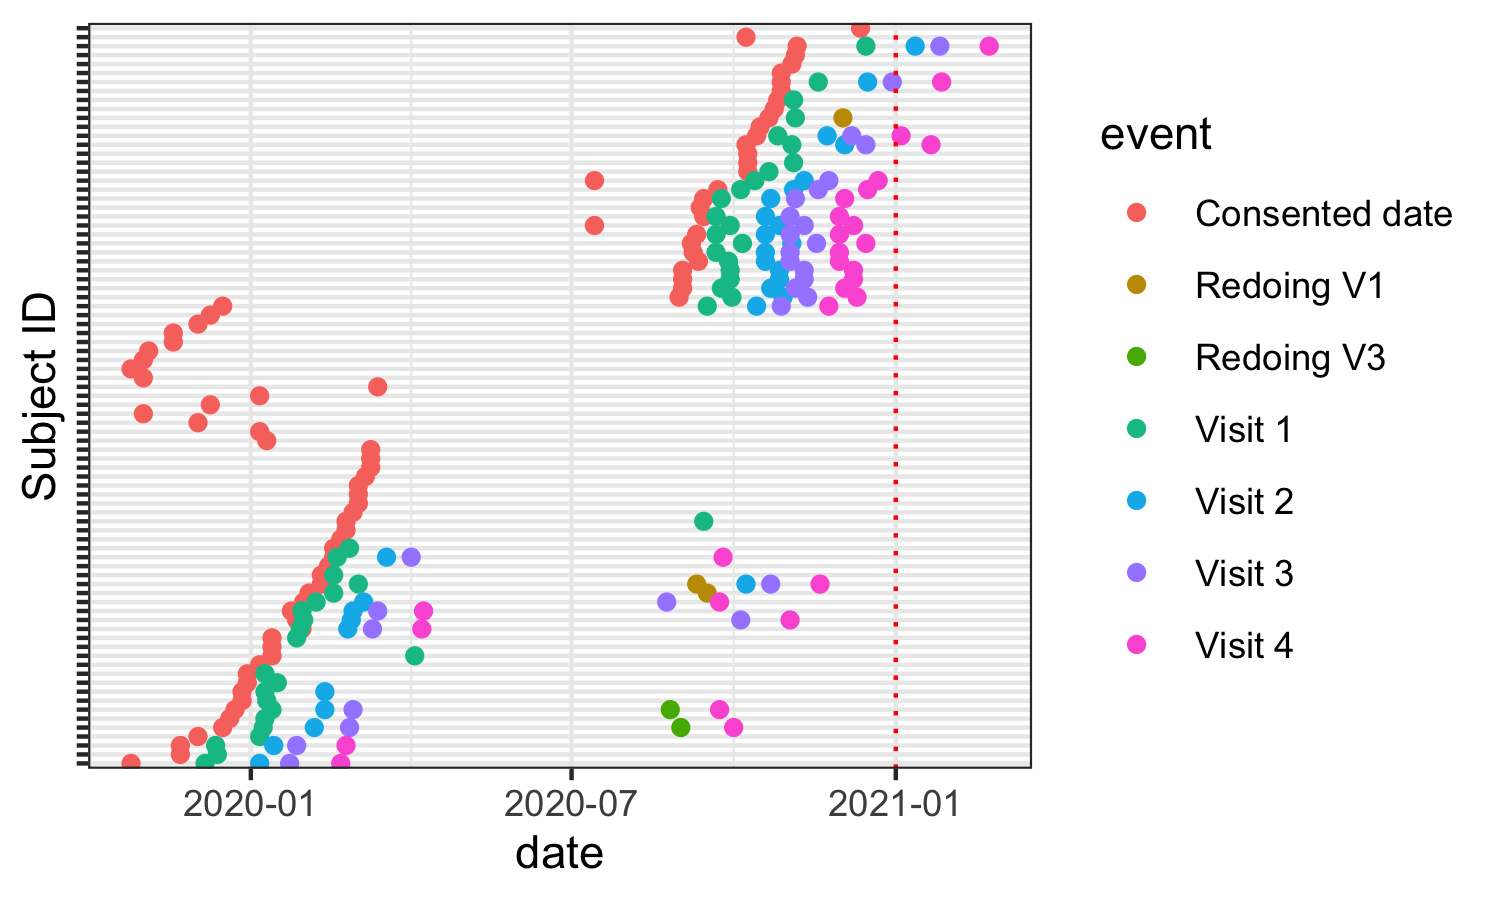 event
Consented date
Redoing V1
Redoing V3
Visit 1
Visit 2
Visit 3
Visit 4
Subject ID
2020-01
2020-07
2021-01
date